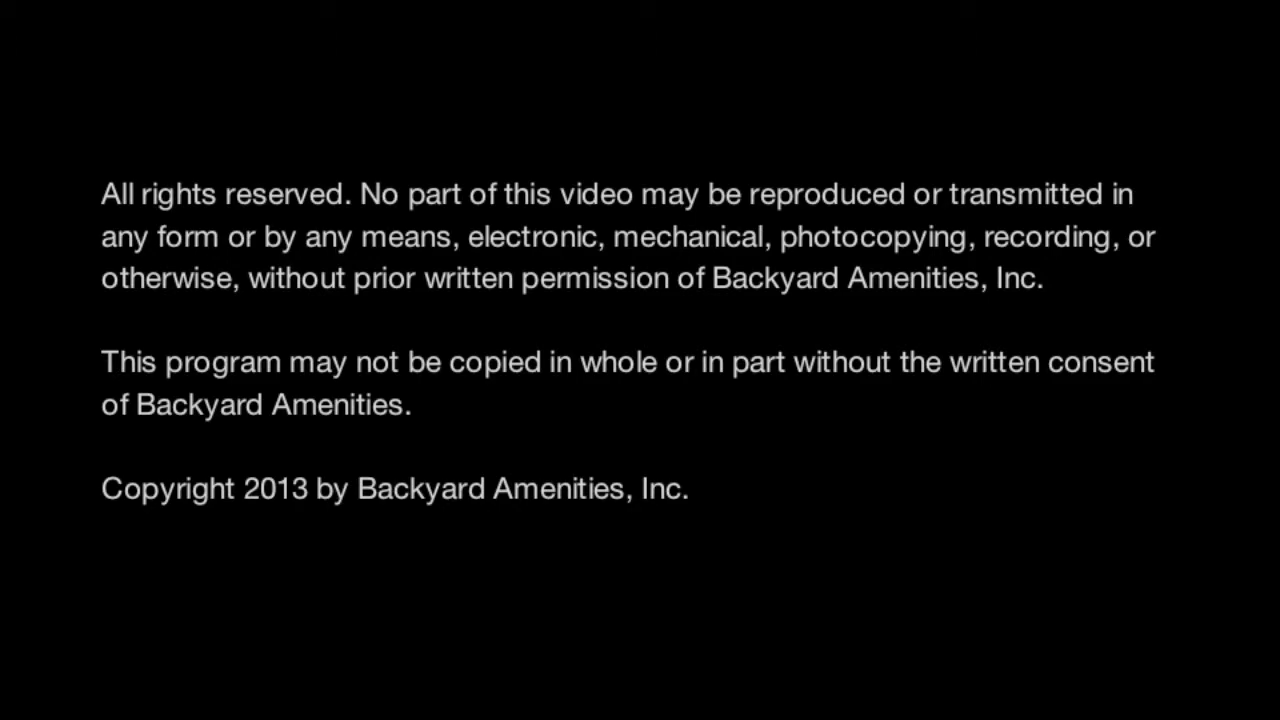 All rights reserved. No part of this video may be reproduced or transmitted in
any form or by any means, electronic, mechanical, photocopying, recording, or
otherwise, without prior written permission of Backyard Amenities, Inc.
This program may not be copied in whole or in part without the written consent
of Backyard Amenities.
Copyright 2013 by Backyard Amenities, Inc.